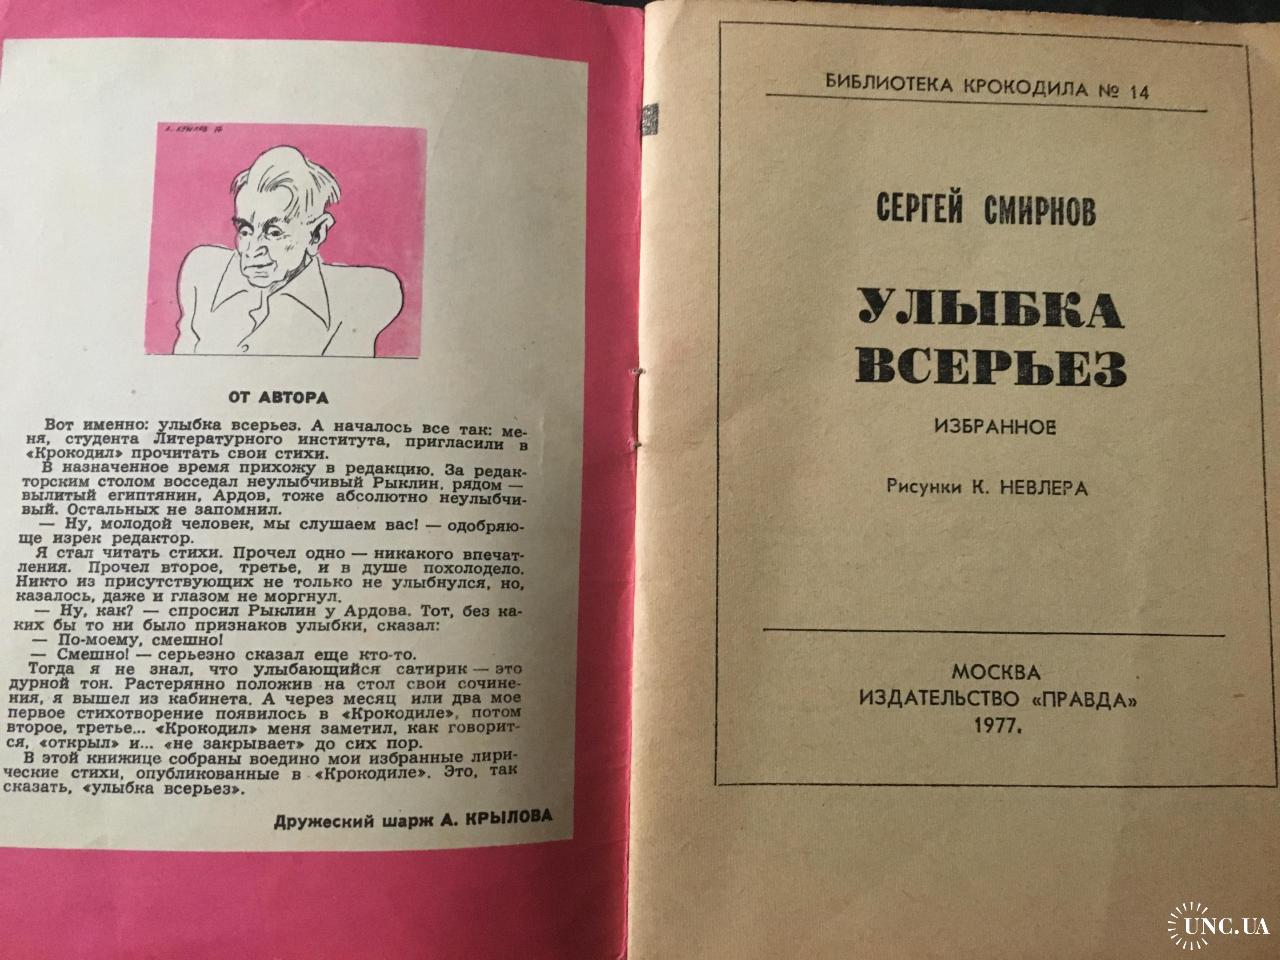 А. КРЫЛОВ
ОТ АВТОРА
Вот именно: улыбка всерьез. А началось все так: ме-
ня, студента Литературного института, пригласили в
«Крокодил» прочитать свои стихи.
В назначенное время прихожу в редакцию. За редак-
торским столом восседал неулыбчивый Рыклин, рядом —
вылитый египтянин, Ардов, тоже абсолютно неулыбчи-
вый. Остальных не запомнил.
— Ну, молодой человек, мы слушаем вас! — одобряю-
ще изрек редактор.
Я стал читать стихи. Прочел одно — никакого впечат-
ления. Прочел второе, третье, и в душе похолодело.
Никто из присутствующих не только не улыбнулся, но,
казалось, даже и глазом не моргнул.
— Ну, как? — спросил Рыклин у Ардова. Тот, без ка-
ких бы то ни было признаков улыбки, сказал:
— По-моему, смешно!
— Смешно! — серьезно сказал еще кто-то.
Тогда я не знал, что улыбающийся сатирик — это
дурной тон. Растерянно положив на стол свои сочине-
ния, я вышел из кабинета. А через месяц или два мое
первое стихотворение появилось в «Крокодиле», потом
второе, третье... «Крокодил» меня заметил, как говорит-
ся, «открыл» и... «не закрывает» до сих пор.
В этой книжице собраны воедино мои избранные лири-
ческие стихи, опубликованные в «Крокодиле». Это, так
сказать, «улыбка всерьез».
Дружеский шарж А. КРЫЛОВА
БИБЛИОТЕКА КРОКОДИЛА № 14
СЕРГЕЙ СМИРНОВ
УЛЫБКА
ВСЕРЬЕЗ
ИЗБРАННОЕ
Рисунки К. НЕВЛЕРА
МОСКВА
ИЗДАТЕЛЬСТВО «ПРАВДА»
1977.
UNC.UA